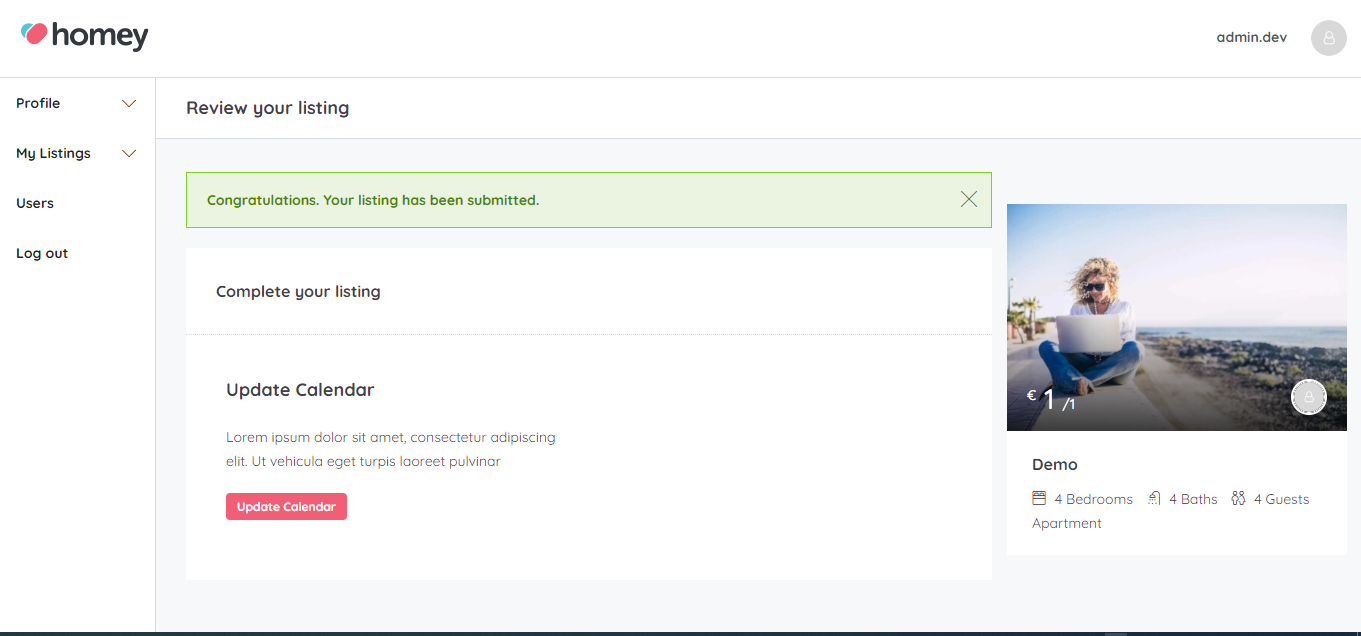 homey
admin.dev
Profile
My Listings
Users
Log out
Review your listing
Congratulations. Your listing has been submitted.
Complete your listing
Update Calendar
Lorem ipsum dolor sit amet, consectetur adipiscing
elit. Ut vehicula eget turpis laoreet pulvinar
Update Calendar
€ 1 /1
Demo
4 Bedrooms 4 Baths 4 Guests
Apartment